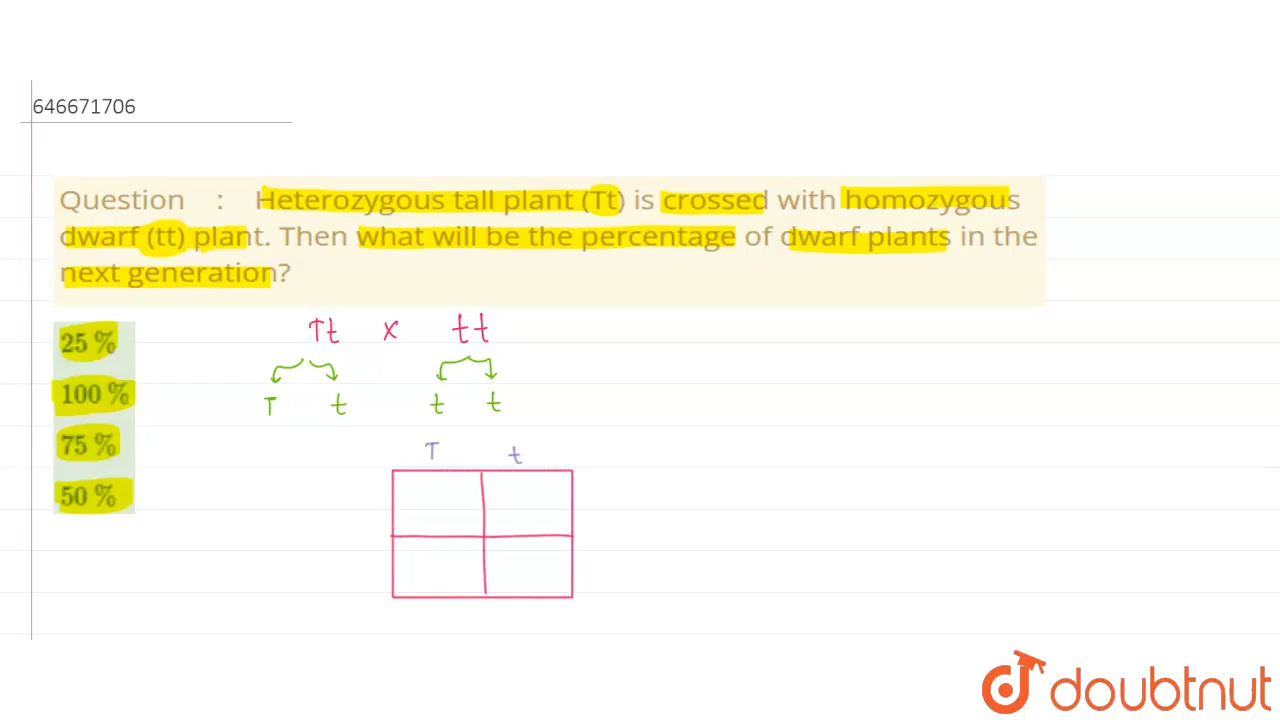 646671706
Question : Heterozygous tall plant (Tt) is crossed with homozygous
dwarf (tt) plant. Then what will be the percentage of dwarf plants in the
next generation?
25 %
100 %
75 %
50 %
Tt x tt
T t t t
T t
doubtnut